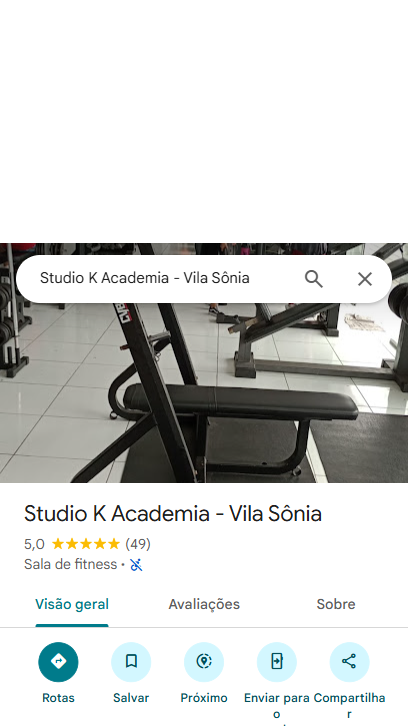 Studio K Academia - Vila Sônia
Studio K Academia - Vila Sônia
5,0 (49)
Sala de fitness ·
Visão geral
Avaliações
Sobre
Rotas
Salvar
Próximo
Enviar para
o
Compartilha
r